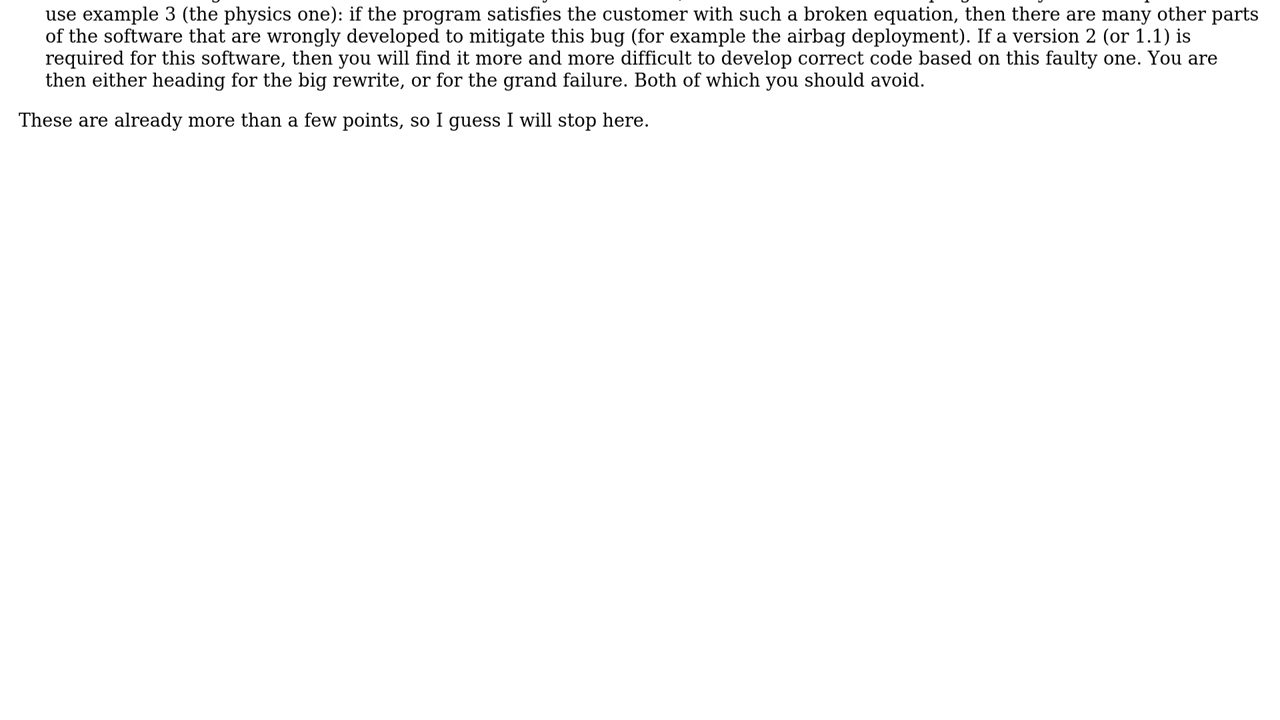 use example 3 (the physics one): if the program satisfies the customer with such a broken equation, then there are many other parts
of the software that are wrongly developed to mitigate this bug (for example the airbag deployment). If a version 2 (or 1.1) is
required for this software, then you will find it more and more difficult to develop correct code based on this faulty one. You are
then either heading for the big rewrite, or for the grand failure. Both of which you should avoid.
These are already more than a few points, so I guess I will stop here.